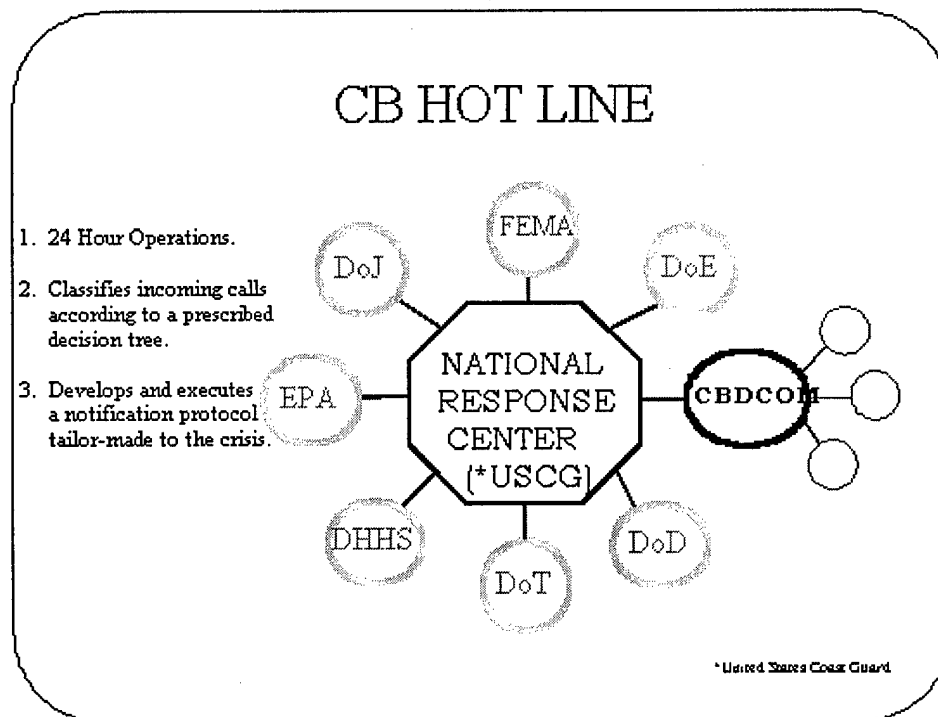 CB HOT LINE
1. 24 Hour Operations.
2. Classifies incoming calls
according to a prescribed
decision tree.
3. Develops and executes
a notification protocol
tailor-made to the crisis.
FEMA
DoJ
DoE
EPA
NATIONAL
RESPONSE
CENTER
(*USCG)
CBDCOM
DHHS
DoT
DoD
*United States Coast Guard